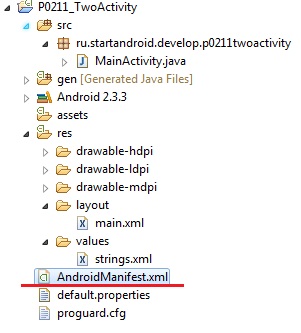 P0211_TwoActivity
src
ru.startandroid.develop.p0211twoactivity
MainActivity.java
gen [Generated Java Files]
Android 2.3.3
assets
res
drawable-hdpi
drawable-ldpi
drawable-mdpi
layout
main.xml
values
strings.xml
AndroidManifest.xml
default.properties
proguard.cfg